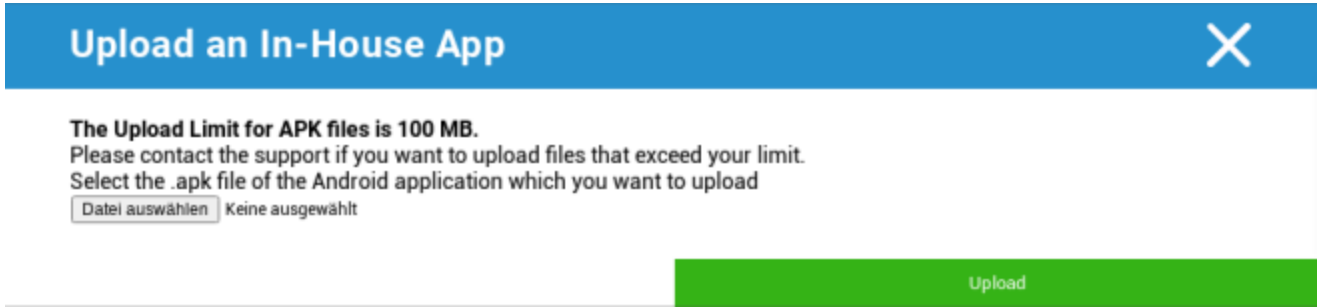 Upload an In-House App
The Upload Limit for APK files is 100 MB.
Please contact the support if you want to upload files that exceed your limit.
Select the .apk file of the Android application which you want to upload
Datei auswählen Keine ausgewählt
Upload